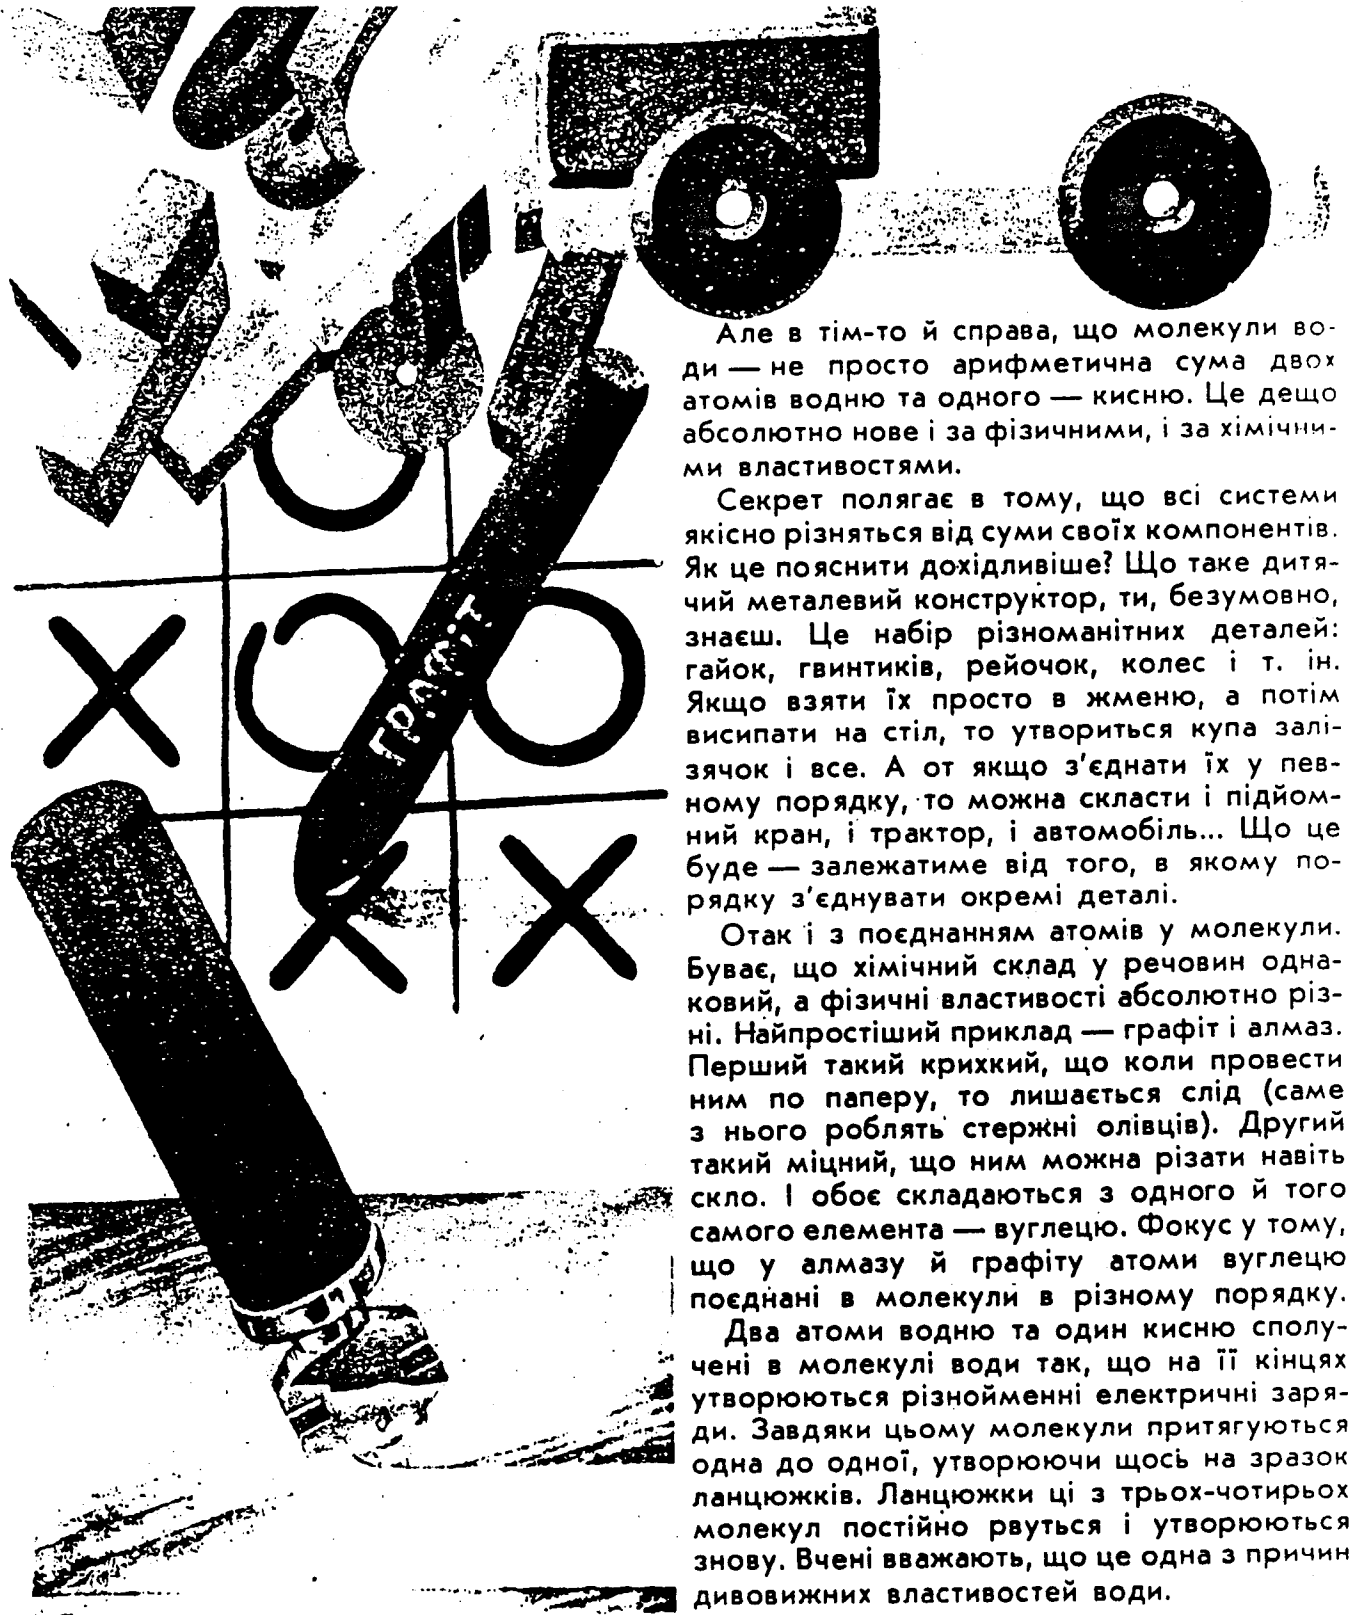 ГРАФіТ
Але в тім-то й справа, що молекули во-
ди — не просто арифметична сума двох
атомів водню та одного — кисню. Це дещо
абсолютно нове і за фізичними, і за хімічни-
ми властивостями.
Секрет полягає в тому, що всі системи
якісно різняться від суми своїх компонентів.
Як це пояснити дохідливіше? Що таке дитя-
чий металевий конструктор, ти, безумовно,
знаєш. Це набір різноманітних деталей:
гайок, гвинтиків, рейочок, колес і т. ін.
Якщо взяти їх просто в жменю, а потім
висипати на стіл, то утвориться купа залі-
зячок і все. А от якщо з'єднати їх у пев-
ному порядку, то можна скласти і підйом-
ний кран, і трактор, і автомобіль... Що це
буде — залежатиме від того, в якому по-
рядку з'єднувати окремі деталі.
Отак і з поєднанням атомів у молекули.
Буває, що хімічний склад у речовин одна-
ковий, а фізичні властивості абсолютно різ-
ні. Найпростіший приклад — графіт і алмаз.
Перший такий крихкий, що коли провести
ним по паперу, то лишається слід (саме
з нього роблять стержні олівців). Другий
такий міцний, що ним можна різати навіть
скло. І обоє складаються з одного й того
самого елемента — вуглецю. Фокус у тому,
що у алмазу й графіту атоми вуглецю
поєднані в молекули в різному порядку.
Два атоми водню та один кисню сполу-
чені в молекулі води так, що на її кінцях
утворюються різнойменні електричні заря-
ди. Завдяки цьому молекули притягуються
одна до одної, утворюючи щось на зразок
ланцюжків. Ланцюжки ці з трьох-чотирьох
молекул постійно рвуться і утворюються
знову. Вчені вважають, що це одна з причин
дивовижних властивостей води.